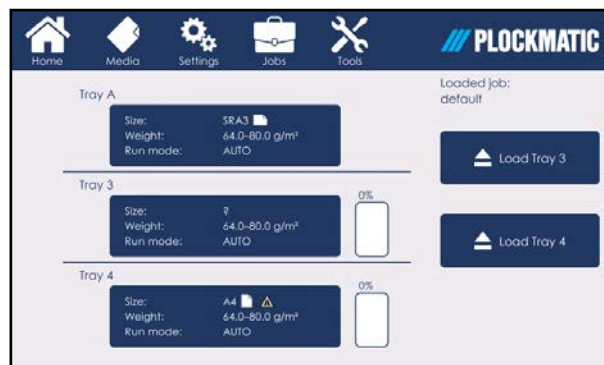 Home Media Settings Jobs Tools
PLOCKMATIC
Loaded job:
default
Tray A
Size: SRA3
Weight: 64.0–80.0 g/m²
Run mode: AUTO
Load Tray 3
Tray 3
0%
Size: ?
Weight: 64.0–80.0 g/m²
Run mode: AUTO
Load Tray 4
Tray 4
0%
Size: A4
Weight: 64.0–80.0 g/m²
Run mode: AUTO